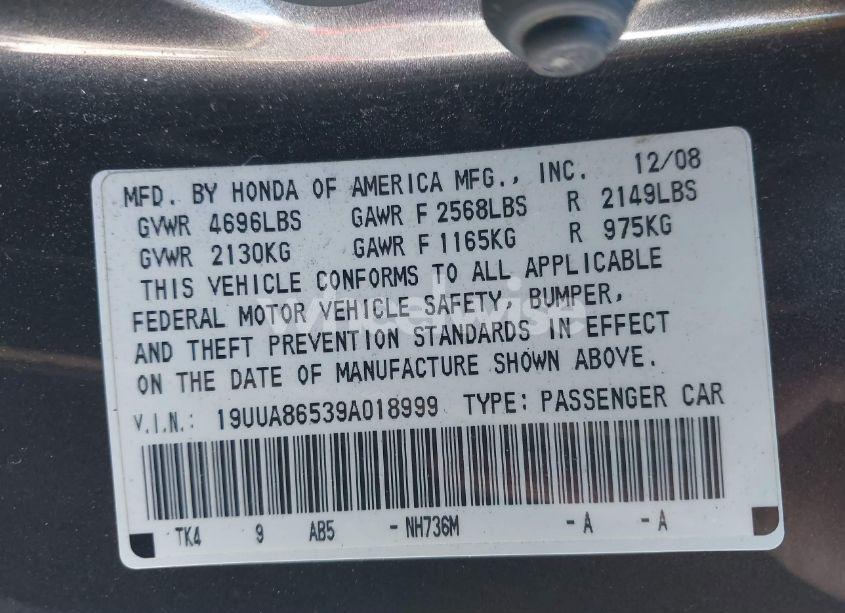 MFD. BY HONDA OF AMERICA MFG., INC. 12/08
GVWR 4696LBS GAWR F 2568LBS R 2149LBS
GVWR 2130KG GAWR F 1165KG R 975KG
THIS VEHICLE CONFORMS TO ALL APPLICABLE
FEDERAL MOTOR VEHICLE SAFETY, BUMPER,
AND THEFT PREVENTION STANDARDS IN EFFECT
ON THE DATE OF MANUFACTURE SHOWN ABOVE.
V.I.N.: 19UUA86539A018999 TYPE: PASSENGER CAR
TK4 9 AB5 -NH736M -A -A